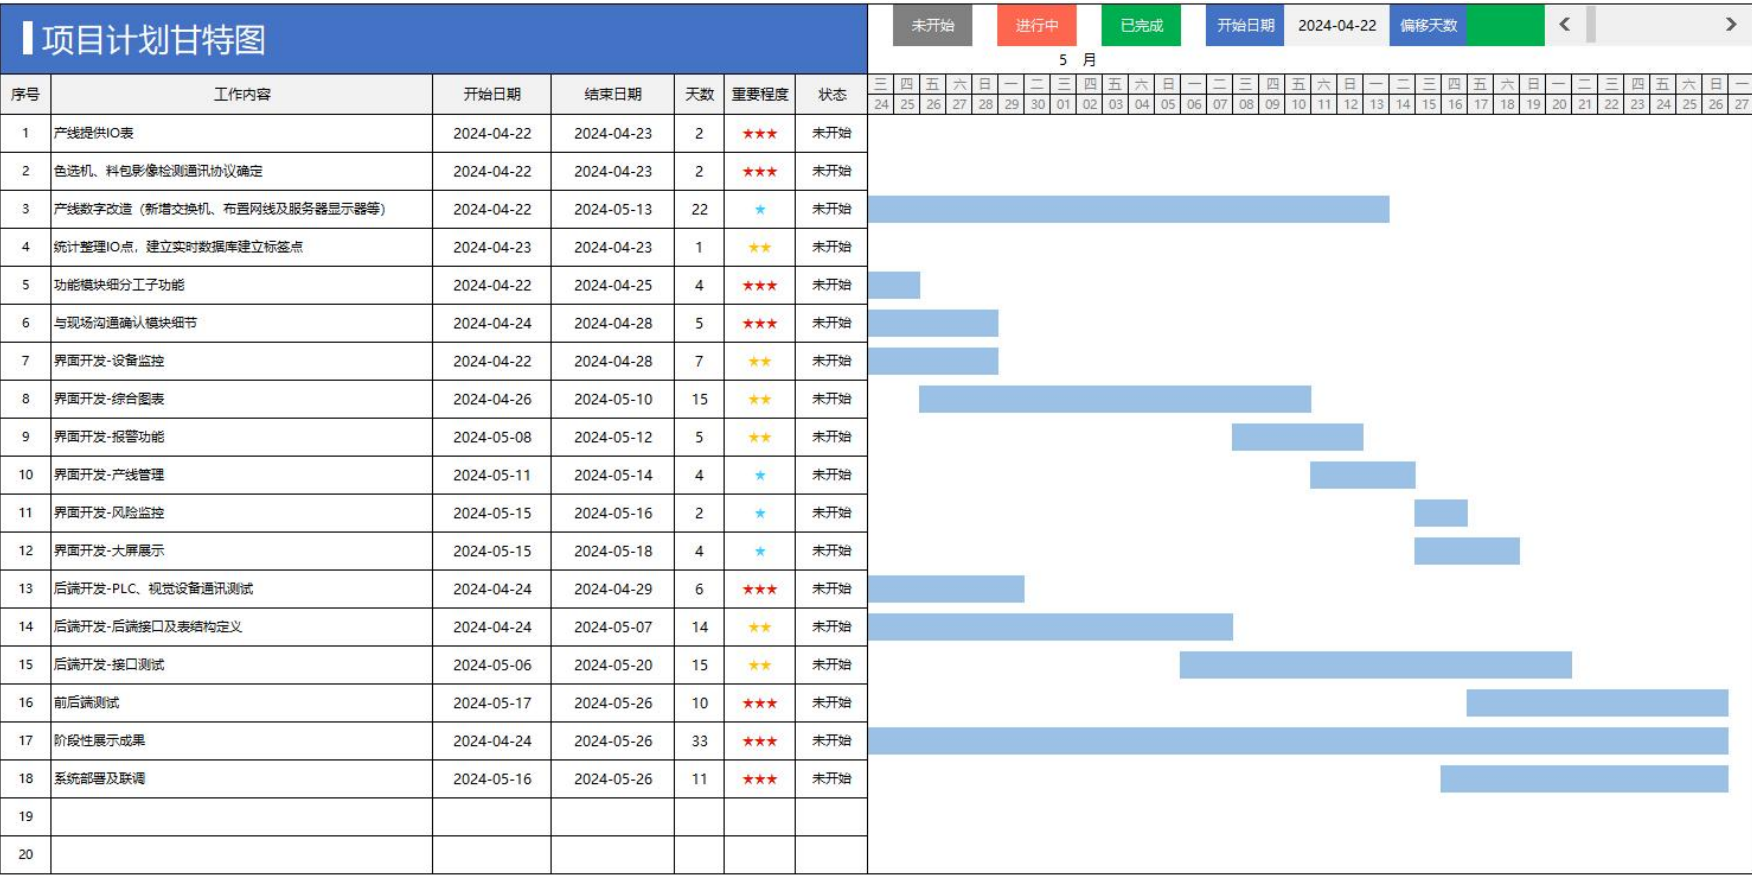 项目计划甘特图
未开始 进行中 已完成 开始日期 2024-04-22 偏移天数
5 月
序号 工作内容 开始日期 结束日期 天数 重要程度 状态
三 四 五 六 日 一 二 三 四 五 六 日 一 二 三 四 五 六 日 一 二 三 四 五 六 日 一 二 三 四 五 六 日 一
24 25 26 27 28 29 30 01 02 03 04 05 06 07 08 09 10 11 12 13 14 15 16 17 18 19 20 21 22 23 24 25 26 27
1 产线提供IO表 2024-04-22 2024-04-23 2 ★★★ 未开始
2 色选机、料包影像检测通讯协议确定 2024-04-22 2024-04-23 2 ★★★ 未开始
3 产线数字改造（新增交换机、布置网线及服务器显示器等） 2024-04-22 2024-05-13 22 ★ 未开始
4 统计整理IO点，建立实时数据库建立标签点 2024-04-23 2024-04-23 1 ★★ 未开始
5 功能模块细分工子功能 2024-04-22 2024-04-25 4 ★★★ 未开始
6 与现场沟通确认模块细节 2024-04-24 2024-04-28 5 ★★★ 未开始
7 界面开发-设备监控 2024-04-22 2024-04-28 7 ★★ 未开始
8 界面开发-综合图表 2024-04-26 2024-05-10 15 ★★ 未开始
9 界面开发-报警功能 2024-05-08 2024-05-12 5 ★★ 未开始
10 界面开发-产线管理 2024-05-11 2024-05-14 4 ★ 未开始
11 界面开发-风险监控 2024-05-15 2024-05-16 2 ★ 未开始
12 界面开发-大屏展示 2024-05-15 2024-05-18 4 ★ 未开始
13 后端开发-PLC、视觉设备通讯测试 2024-04-24 2024-04-29 6 ★★★ 未开始
14 后端开发-后端接口及表结构定义 2024-04-24 2024-05-07 14 ★★ 未开始
15 后端开发-接口测试 2024-05-06 2024-05-20 15 ★★ 未开始
16 前后端测试 2024-05-17 2024-05-26 10 ★★★ 未开始
17 阶段性展示成果 2024-04-24 2024-05-26 33 ★★★ 未开始
18 系统部署及联调 2024-05-16 2024-05-26 11 ★★★ 未开始
19
20